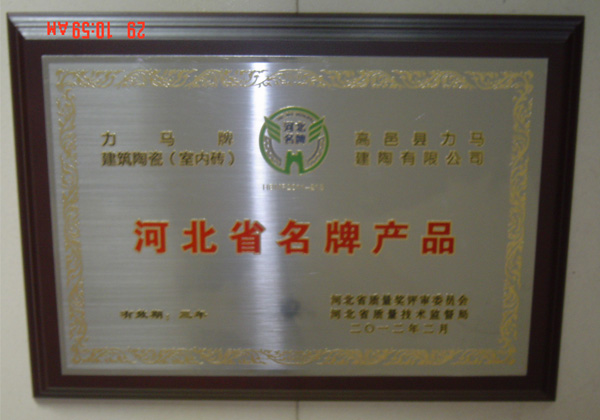 29 10:59AM
力马牌
建筑陶瓷（室内砖）
河北
名牌
高邑县力马
建陶有限公司
河北省名牌产品
有效期：三年
河北省质量奖评审委员会
河北省质量技术监督局
二〇一二年二月